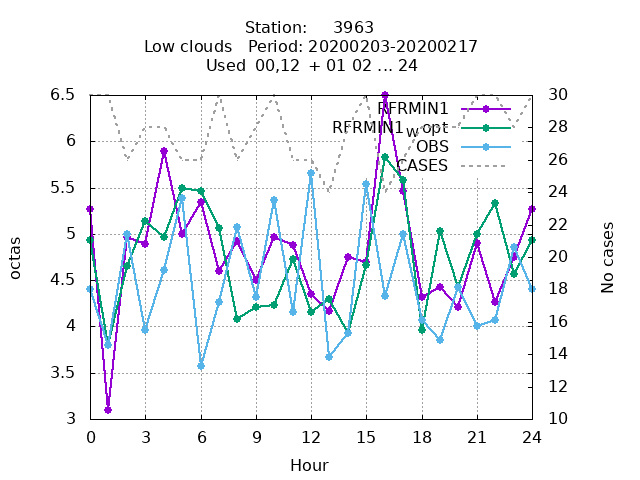 Station: 3963
Low clouds Period: 20200203-20200217
Used 00,12 + 01 02 ... 24
RFRMIN1
RFRMIN1_w_opt
OBS
CASES
6.5
6
5.5
5
4.5
4
3.5
3
30
28
26
24
22
20
18
16
14
12
10
octas
No cases
0 3 6 9 12 15 18 21 24
Hour